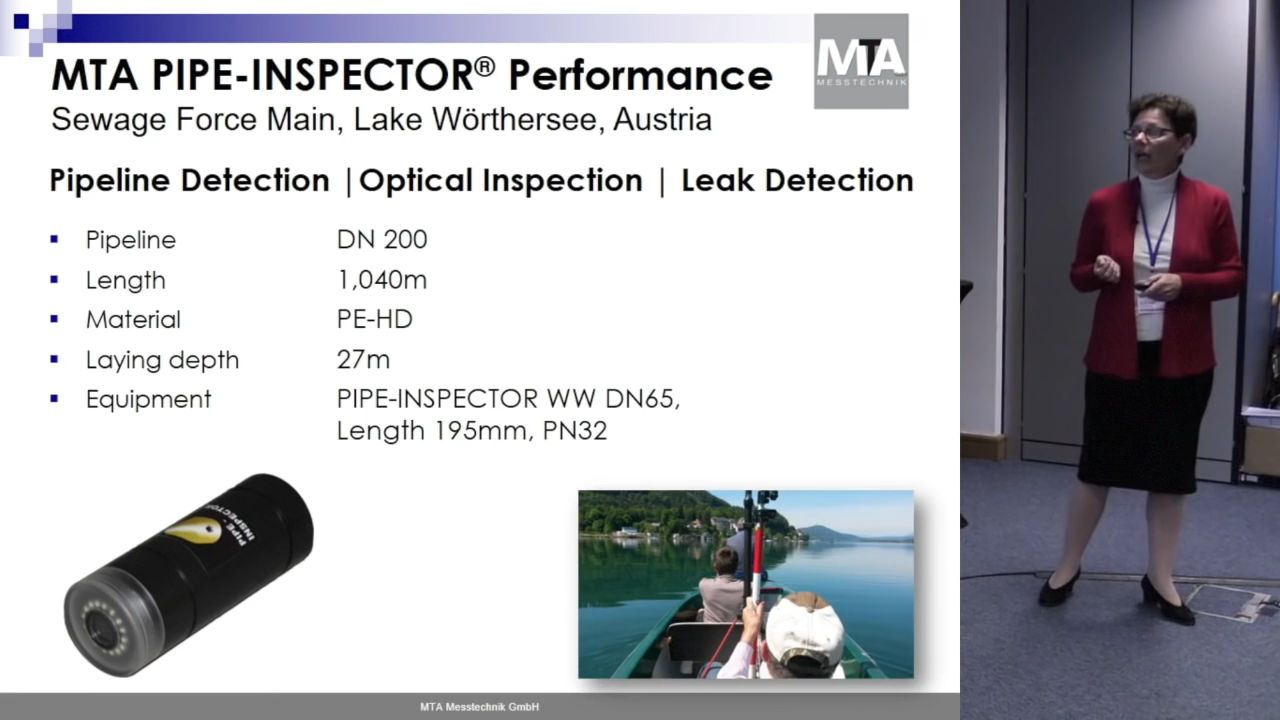 MTA PIPE-INSPECTOR® Performance
MTA
MESSTECHNIK
Sewage Force Main, Lake Wörthersee, Austria
Pipeline Detection | Optical Inspection | Leak Detection
▪ Pipeline DN 200
▪ Length 1,040m
▪ Material PE-HD
▪ Laying depth 27m
▪ Equipment PIPE-INSPECTOR WW DN65,
Length 195mm, PN32
PIPE-
INSPECTOR
MTA Messtechnik GmbH